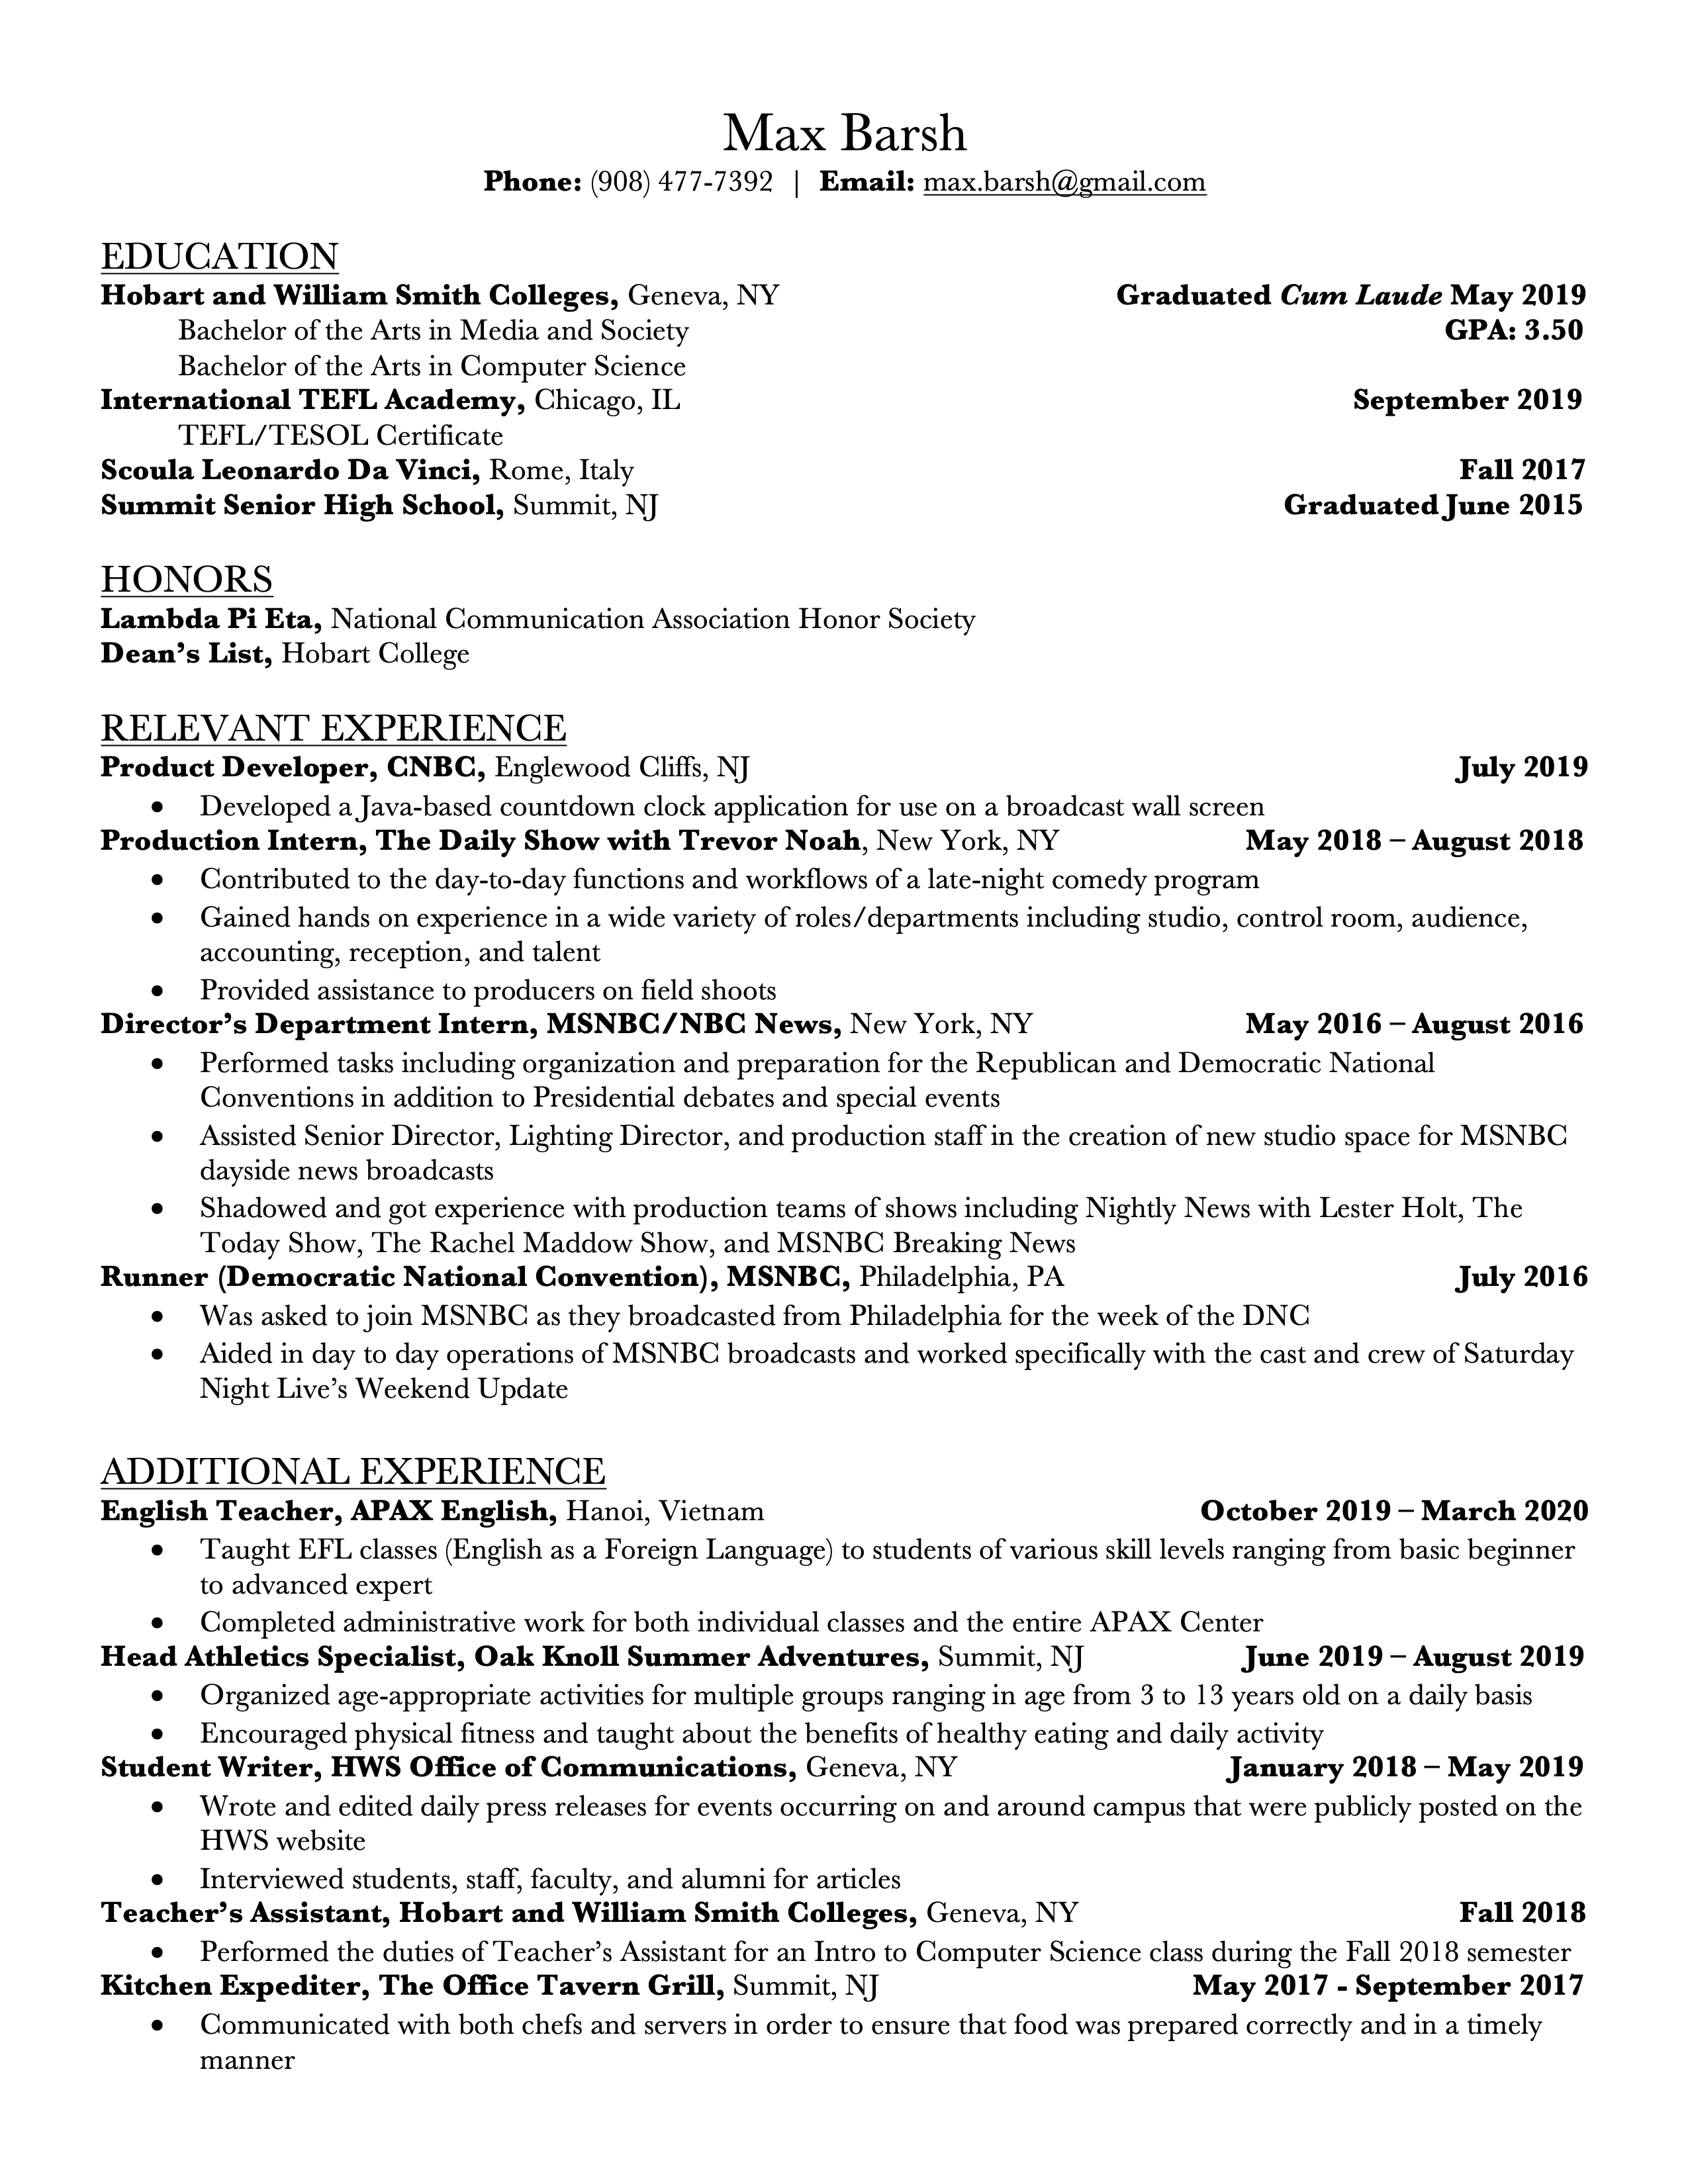 Max Barsh
Phone: (908) 477-7392 | Email: max.barsh@gmail.com
EDUCATION
Hobart and William Smith Colleges, Geneva, NY Graduated Cum Laude May 2019
Bachelor of the Arts in Media and Society GPA: 3.50
Bachelor of the Arts in Computer Science
International TEFL Academy, Chicago, IL September 2019
TEFL/TESOL Certificate
Scoula Leonardo Da Vinci, Rome, Italy Fall 2017
Summit Senior High School, Summit, NJ Graduated June 2015
HONORS
Lambda Pi Eta, National Communication Association Honor Society
Dean’s List, Hobart College
RELEVANT EXPERIENCE
Product Developer, CNBC, Englewood Cliffs, NJ July 2019
• Developed a Java-based countdown clock application for use on a broadcast wall screen
Production Intern, The Daily Show with Trevor Noah, New York, NY May 2018 – August 2018
• Contributed to the day-to-day functions and workflows of a late-night comedy program
• Gained hands on experience in a wide variety of roles/departments including studio, control room, audience,
accounting, reception, and talent
• Provided assistance to producers on field shoots
Director’s Department Intern, MSNBC/NBC News, New York, NY May 2016 – August 2016
• Performed tasks including organization and preparation for the Republican and Democratic National
Conventions in addition to Presidential debates and special events
• Assisted Senior Director, Lighting Director, and production staff in the creation of new studio space for MSNBC
dayside news broadcasts
• Shadowed and got experience with production teams of shows including Nightly News with Lester Holt, The
Today Show, The Rachel Maddow Show, and MSNBC Breaking News
Runner (Democratic National Convention), MSNBC, Philadelphia, PA July 2016
• Was asked to join MSNBC as they broadcasted from Philadelphia for the week of the DNC
• Aided in day to day operations of MSNBC broadcasts and worked specifically with the cast and crew of Saturday
Night Live’s Weekend Update
ADDITIONAL EXPERIENCE
English Teacher, APAX English, Hanoi, Vietnam October 2019 – March 2020
• Taught EFL classes (English as a Foreign Language) to students of various skill levels ranging from basic beginner
to advanced expert
• Completed administrative work for both individual classes and the entire APAX Center
Head Athletics Specialist, Oak Knoll Summer Adventures, Summit, NJ June 2019 – August 2019
• Organized age-appropriate activities for multiple groups ranging in age from 3 to 13 years old on a daily basis
• Encouraged physical fitness and taught about the benefits of healthy eating and daily activity
Student Writer, HWS Office of Communications, Geneva, NY January 2018 – May 2019
• Wrote and edited daily press releases for events occurring on and around campus that were publicly posted on the
HWS website
• Interviewed students, staff, faculty, and alumni for articles
Teacher’s Assistant, Hobart and William Smith Colleges, Geneva, NY Fall 2018
• Performed the duties of Teacher’s Assistant for an Intro to Computer Science class during the Fall 2018 semester
Kitchen Expediter, The Office Tavern Grill, Summit, NJ May 2017 - September 2017
• Communicated with both chefs and servers in order to ensure that food was prepared correctly and in a timely
manner